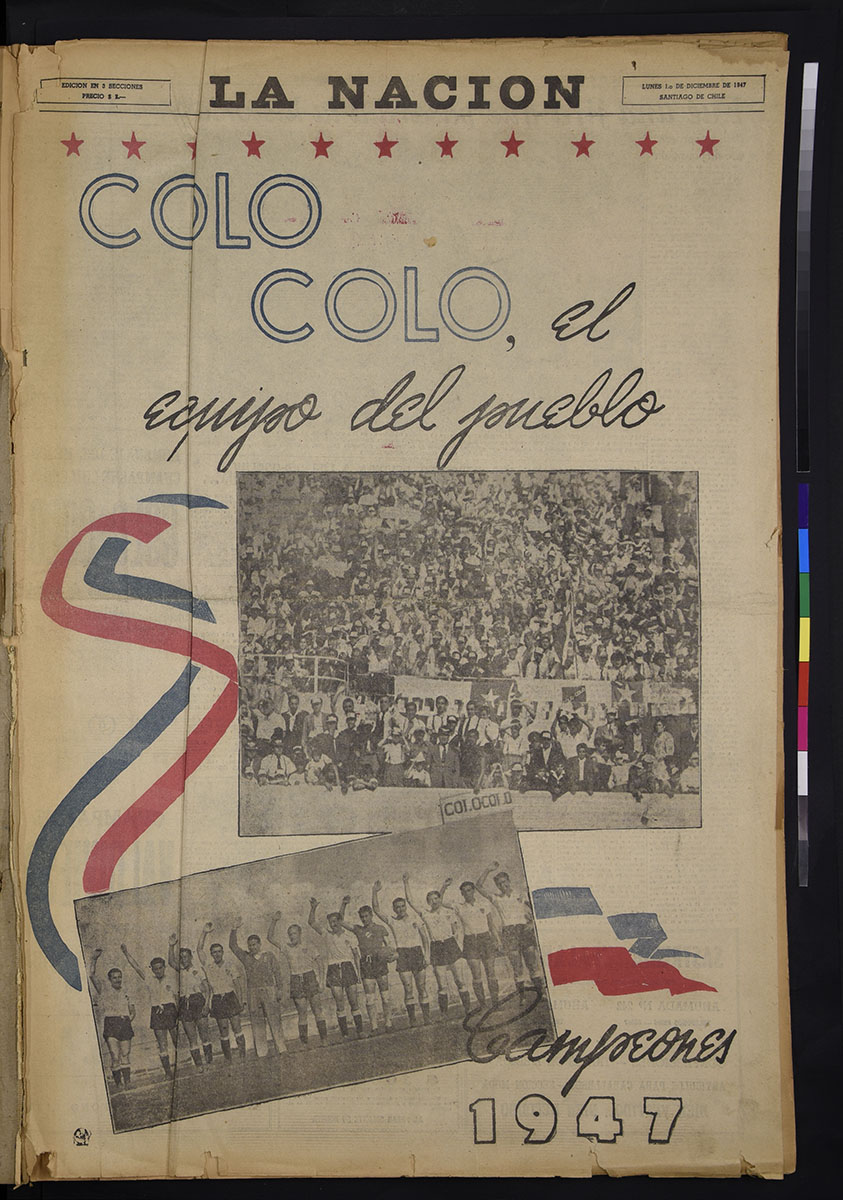 EDICION EN 3 SECCIONES
PRECIO $ 2.—
LA NACION
LUNES 1.o DE DICIEMBRE DE 1947
SANTIAGO DE CHILE
COLO
COLO, el
equipo del pueblo
COLOCOLO
Campeones
1947